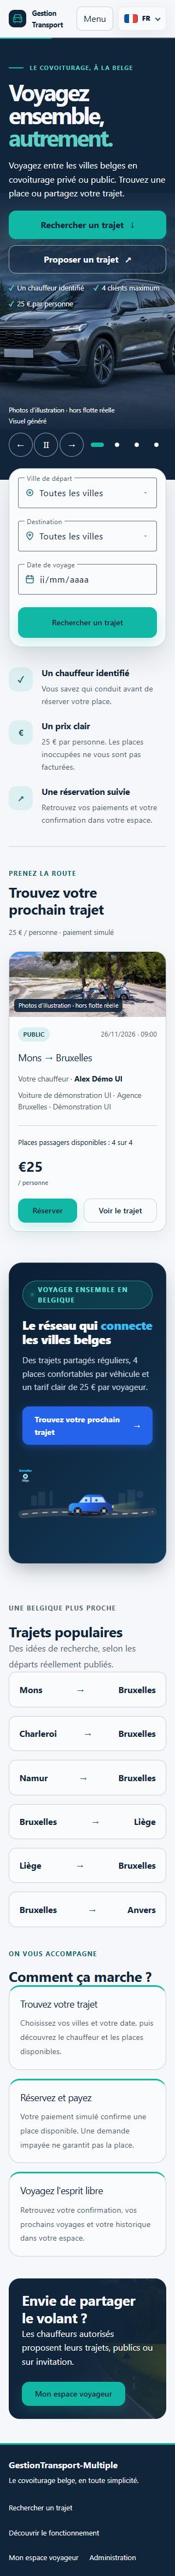 Gestion
Transport
Menu
FR
LE COVOITURAGE, À LA BELGE
Voyagez
ensemble,
autrement.
Voyagez entre les villes belges en
covoiturage privé ou public. Trouvez une
place ou partagez votre trajet.
Rechercher un trajet ↓
Proposer un trajet ↗
✓ Un chauffeur identifié ✓ 4 clients maximum
✓ 25 € par personne
Photos d'illustration · hors flotte réelle
Visuel généré
← II →
Ville de départ
Toutes les villes
Destination
Toutes les villes
Date de voyage
jj/mm/aaaa
Rechercher un trajet
✓ Un chauffeur identifié
Vous savez qui conduit avant de
réserver votre place.
€ Un prix clair
25 € par personne. Les places
inoccupées ne vous sont pas
facturées.
↗ Une réservation suivie
Retrouvez vos paiements et votre
confirmation dans votre espace.
PRENEZ LA ROUTE
Trouvez votre
prochain trajet
25 € / personne · paiement simulé
Photos d'illustration · hors flotte réelle
PUBLIC 26/11/2026 · 09:00
Mons → Bruxelles
Votre chauffeur · Alex Démo UI
Voiture de démonstration UI · Agence
Bruxelles · Démonstration UI
Places passagers disponibles : 4 sur 4
€25
/ personne
Réserver Voir le trajet
VOYAGER ENSEMBLE EN
BELGIQUE
Le réseau qui connecte
les villes belges
Des trajets partagés réguliers, 4
places confortables par véhicule et
un tarif clair de 25 € par voyageur.
Trouvez votre prochain
trajet →
UNE BELGIQUE PLUS PROCHE
Trajets populaires
Des idées de recherche, selon les
départs réellement publiés.
Mons → Bruxelles
Charleroi → Bruxelles
Namur → Bruxelles
Bruxelles → Liège
Liège → Bruxelles
Bruxelles → Anvers
ON VOUS ACCOMPAGNE
Comment ça marche ?
Trouvez votre trajet
Choisissez vos villes et votre date, puis
découvrez le chauffeur et les places
disponibles.
Réservez et payez
Votre paiement simulé confirme une
place disponible. Une demande
impayée ne garantit pas la place.
Voyagez l'esprit libre
Retrouvez votre confirmation, vos
prochains voyages et votre historique
dans votre espace.
Envie de partager
le volant ?
Les chauffeurs autorisés
proposent leurs trajets, publics ou
sur invitation.
Mon espace voyageur
GestionTransport-Multiple
Le covoiturage belge, en toute simplicité.
Rechercher un trajet
Découvrir le fonctionnement
Mon espace voyageur Administration